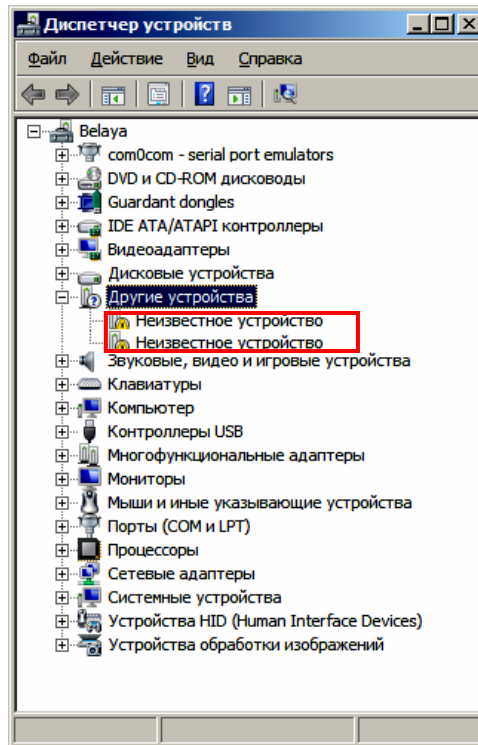 Диспетчер устройств
Файл Действие Вид Справка
Belaya
com0com - serial port emulators
DVD и CD-ROM дисководы
Guardant dongles
IDE ATA/ATAPI контроллеры
Видеоадаптеры
Дисковые устройства
Другие устройства
Неизвестное устройство
Неизвестное устройство
Звуковые, видео и игровые устройства
Клавиатуры
Компьютер
Контроллеры USB
Многофункциональные адаптеры
Мониторы
Мыши и иные указывающие устройства
Порты (COM и LPT)
Процессоры
Сетевые адаптеры
Системные устройства
Устройства HID (Human Interface Devices)
Устройства обработки изображений